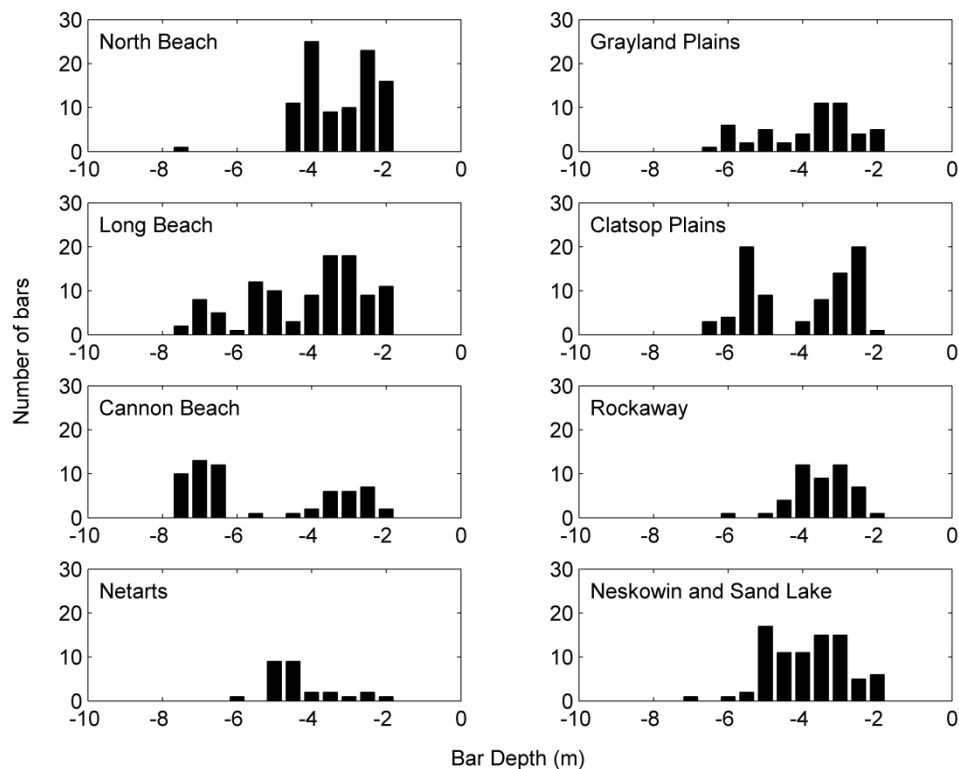 North Beach
30
20
10
0
-10 -8 -6 -4 -2 0
Grayland Plains
30
20
10
0
-10 -8 -6 -4 -2 0
Long Beach
30
20
10
0
-10 -8 -6 -4 -2 0
Clatsop Plains
30
20
10
0
-10 -8 -6 -4 -2 0
Cannon Beach
30
20
10
0
-10 -8 -6 -4 -2 0
Rockaway
30
20
10
0
-10 -8 -6 -4 -2 0
Netarts
30
20
10
0
-10 -8 -6 -4 -2 0
Neskowin and Sand Lake
30
20
10
0
-10 -8 -6 -4 -2 0
Number of bars
Bar Depth (m)